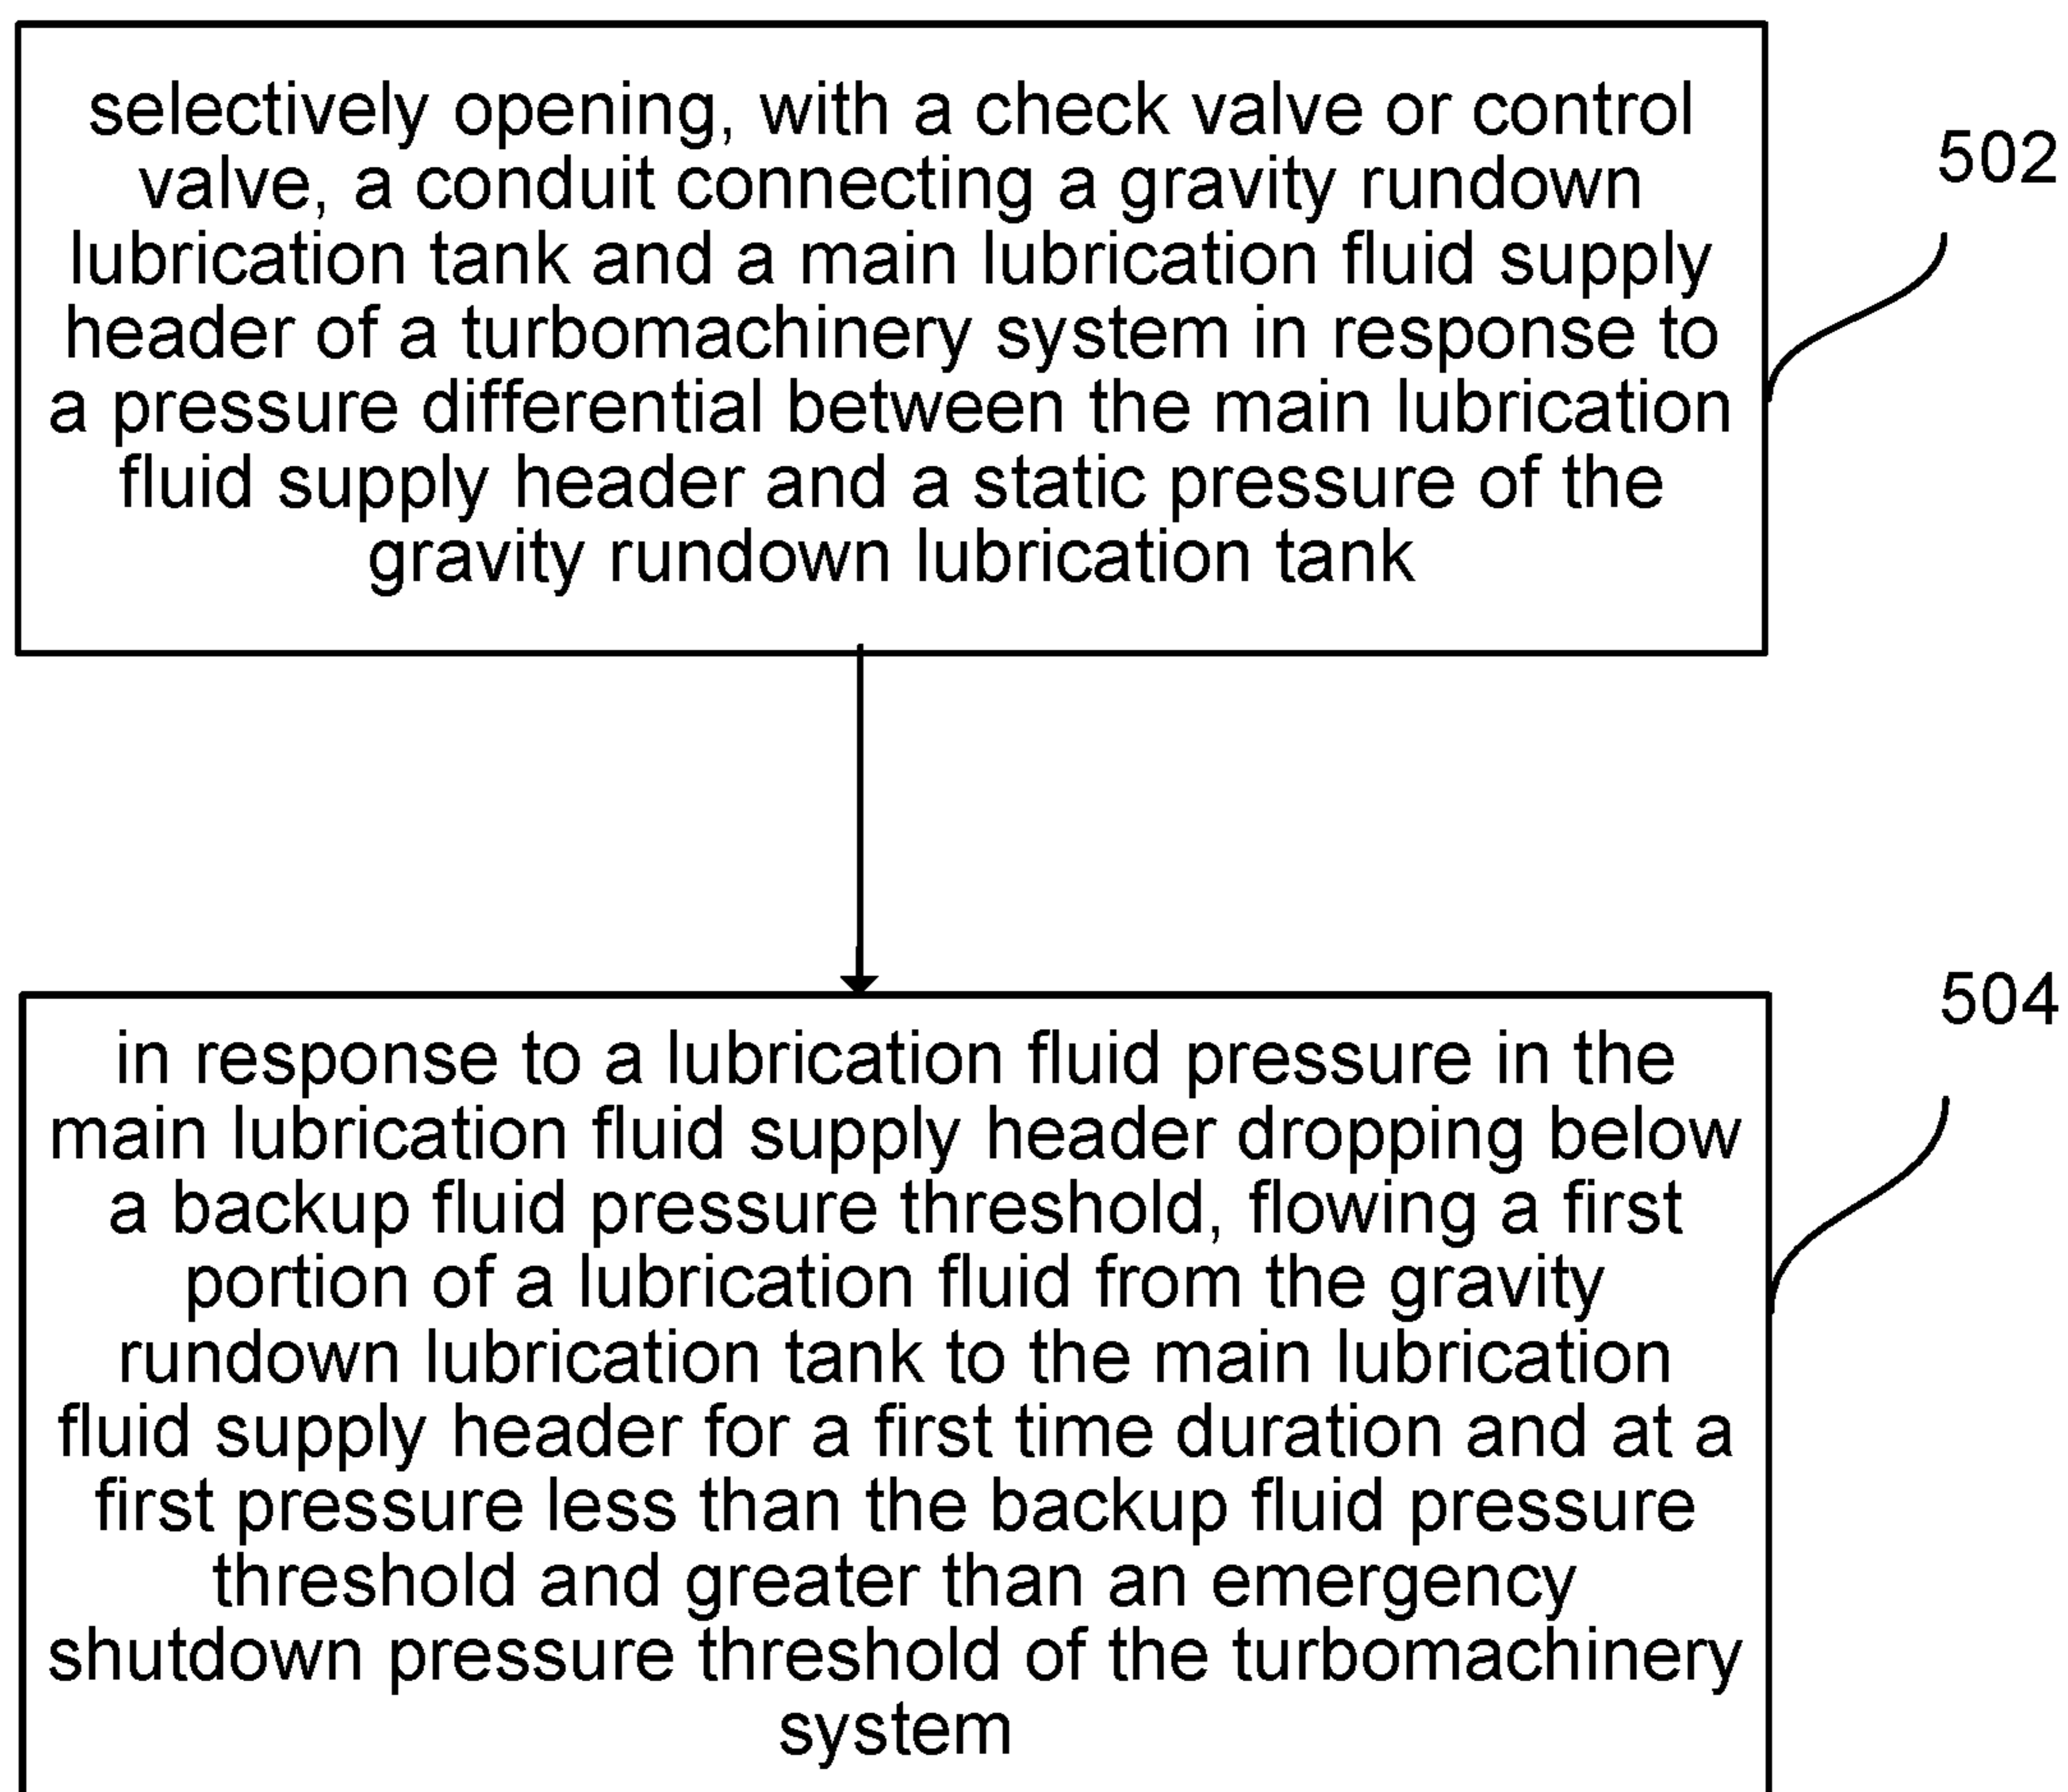 selectively opening, with a check valve or control
valve, a conduit connecting a gravity rundown
lubrication tank and a main lubrication fluid supply
header of a turbomachinery system in response to
a pressure differential between the main lubrication
fluid supply header and a static pressure of the
gravity rundown lubrication tank
502
in response to a lubrication fluid pressure in the
main lubrication fluid supply header dropping below
a backup fluid pressure threshold, flowing a first
portion of a lubrication fluid from the gravity
rundown lubrication tank to the main lubrication
fluid supply header for a first time duration and at a
first pressure less than the backup fluid pressure
threshold and greater than an emergency
shutdown pressure threshold of the turbomachinery
system
504